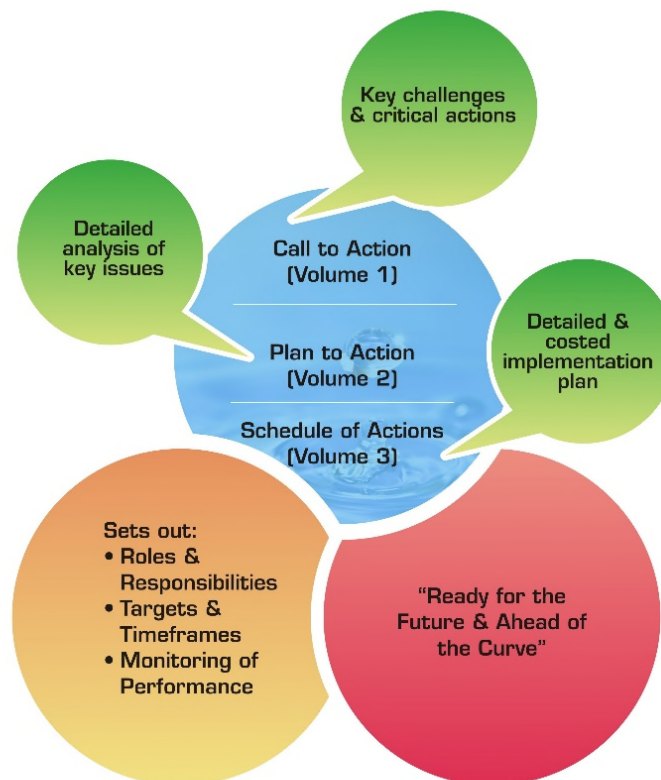 Key challenges
& critical actions
Detailed
analysis of
key issues
Call to Action
(Volume 1)
Detailed &
costed
implementation
plan
Plan to Action
(Volume 2)
Schedule of Actions
(Volume 3)
Sets out:
• Roles &
Responsibilities
• Targets &
Timeframes
• Monitoring of
Performance
“Ready for the
Future & Ahead of
the Curve”